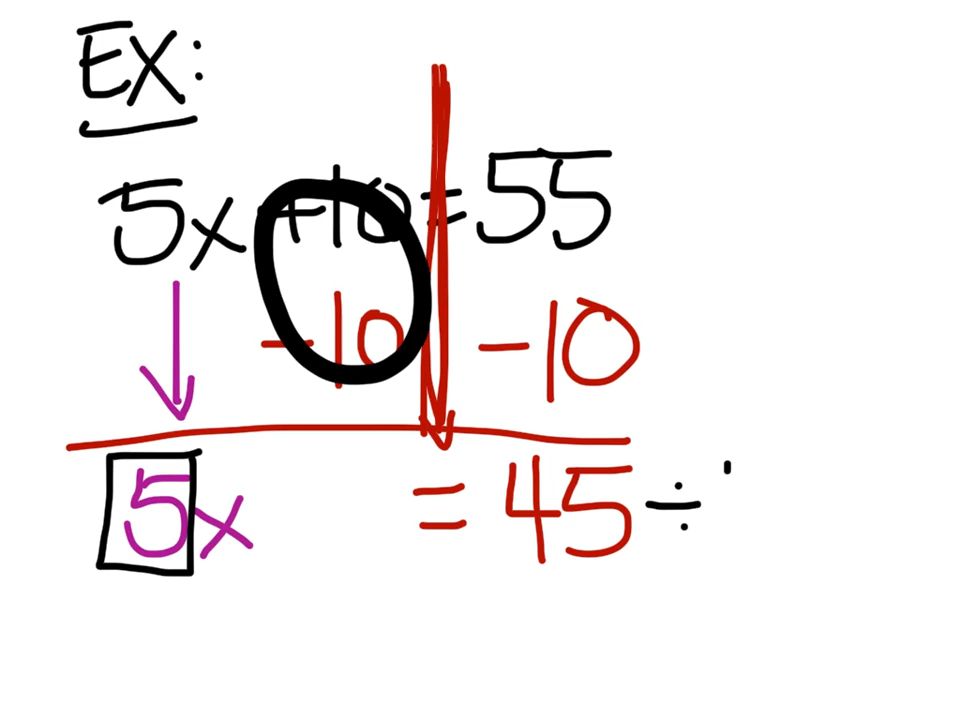 EX:
5x +10 = 55
-10 -10
5x = 45 ÷